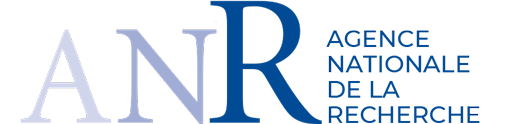 ANR
AGENCE
NATIONALE
DE LA
RECHERCHE